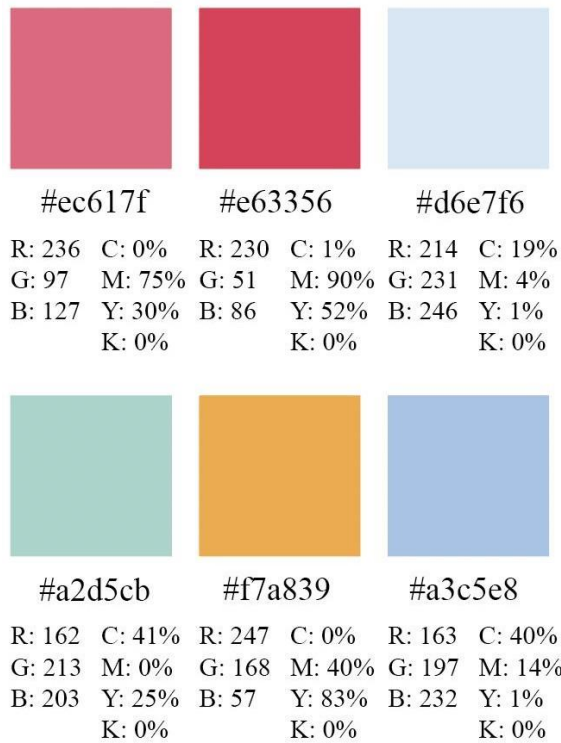 #ec617f
R: 236 C: 0%
G: 97 M: 75%
B: 127 Y: 30%
K: 0%
#e63356
R: 230 C: 1%
G: 51 M: 90%
B: 86 Y: 52%
K: 0%
#d6e7f6
R: 214 C: 19%
G: 231 M: 4%
B: 246 Y: 1%
K: 0%
#a2d5cb
R: 162 C: 41%
G: 213 M: 0%
B: 203 Y: 25%
K: 0%
#f7a839
R: 247 C: 0%
G: 168 M: 40%
B: 57 Y: 83%
K: 0%
#a3c5e8
R: 163 C: 40%
G: 197 M: 14%
B: 232 Y: 1%
K: 0%